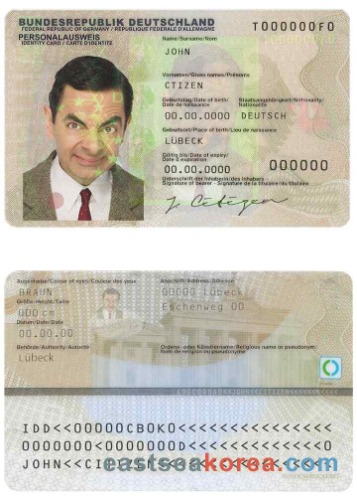 BUNDESREPUBLIK DEUTSCHLAND
FEDERAL REPUBLIC OF GERMANY / REPUBLIQUE FEDERALE D'ALLEMAGNE
PERSONALAUSWEIS
IDENTITY CARD / CARTE D'IDENTITÉ
T000000F0
Name/Surname/Nom
JOHN
Vornamen/Given names/Prénoms
CTIZEN
Geburtstag/Date of birth/
Date de naissance
Staatsangehörigkeit/Nationality/
Nationalité
00.00.0000 DEUTSCH
Geburtsort/Place of birth/Lieu de naissance
LÜBECK
Gültig bis/Date of expiry/
Date d'expiration
00.00.0000
000000
Unterschrift der Inhaberin/des Inhabers
Signature of bearer - Signature de la titulaire/du titulaire
J Citizen
Augenfarbe/Colour of eyes/Couleur des yeux
BRAUN
Größe/Height/Taille
000 cm
Datum/Date/Date
00.00.00
Behörde/Authority/Autorité
Lübeck
Anschrift/Address/Adresse
00000 Lübeck
Eschenweg 00
Ordens- oder Künstlername/Religious name or pseudonym/
Nom de religion ou pseudonyme
IDD<<00000CBOKO<<<<<<<<<<<<<<<
0000000<0000000D<<<<<<<<<<<<<0
JOHN<<CIT
eastseakorea.com